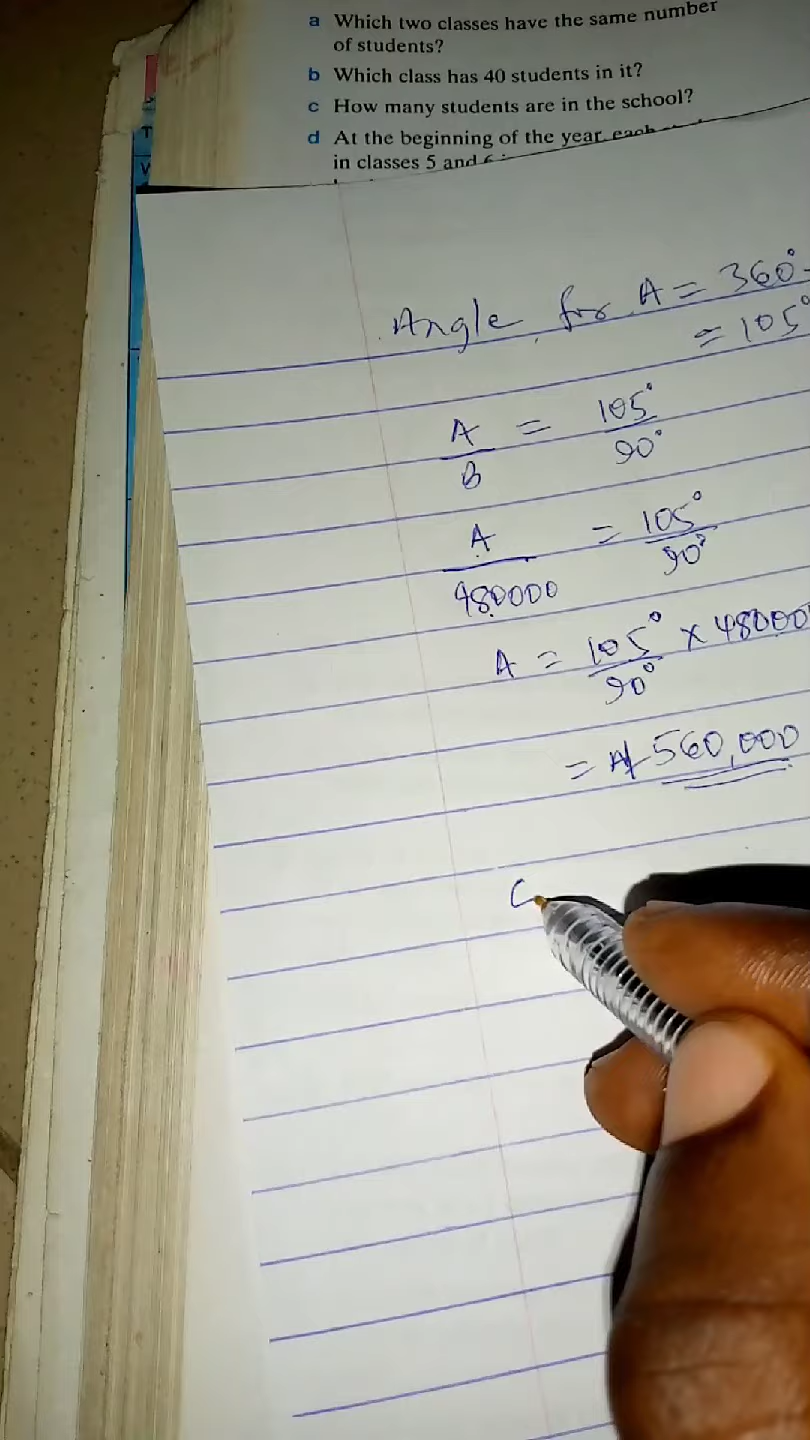 a Which two classes have the same number
of students?
b Which class has 40 students in it?
c How many students are in the school?
d At the beginning of the year each
in classes 5 and 6
Angle for A = 360° -
= 105°
A/B = 105°/90°
A/480000 = 105°/90°
A = 105°/90° × 48000
= ₦ 560,000
C
T
V